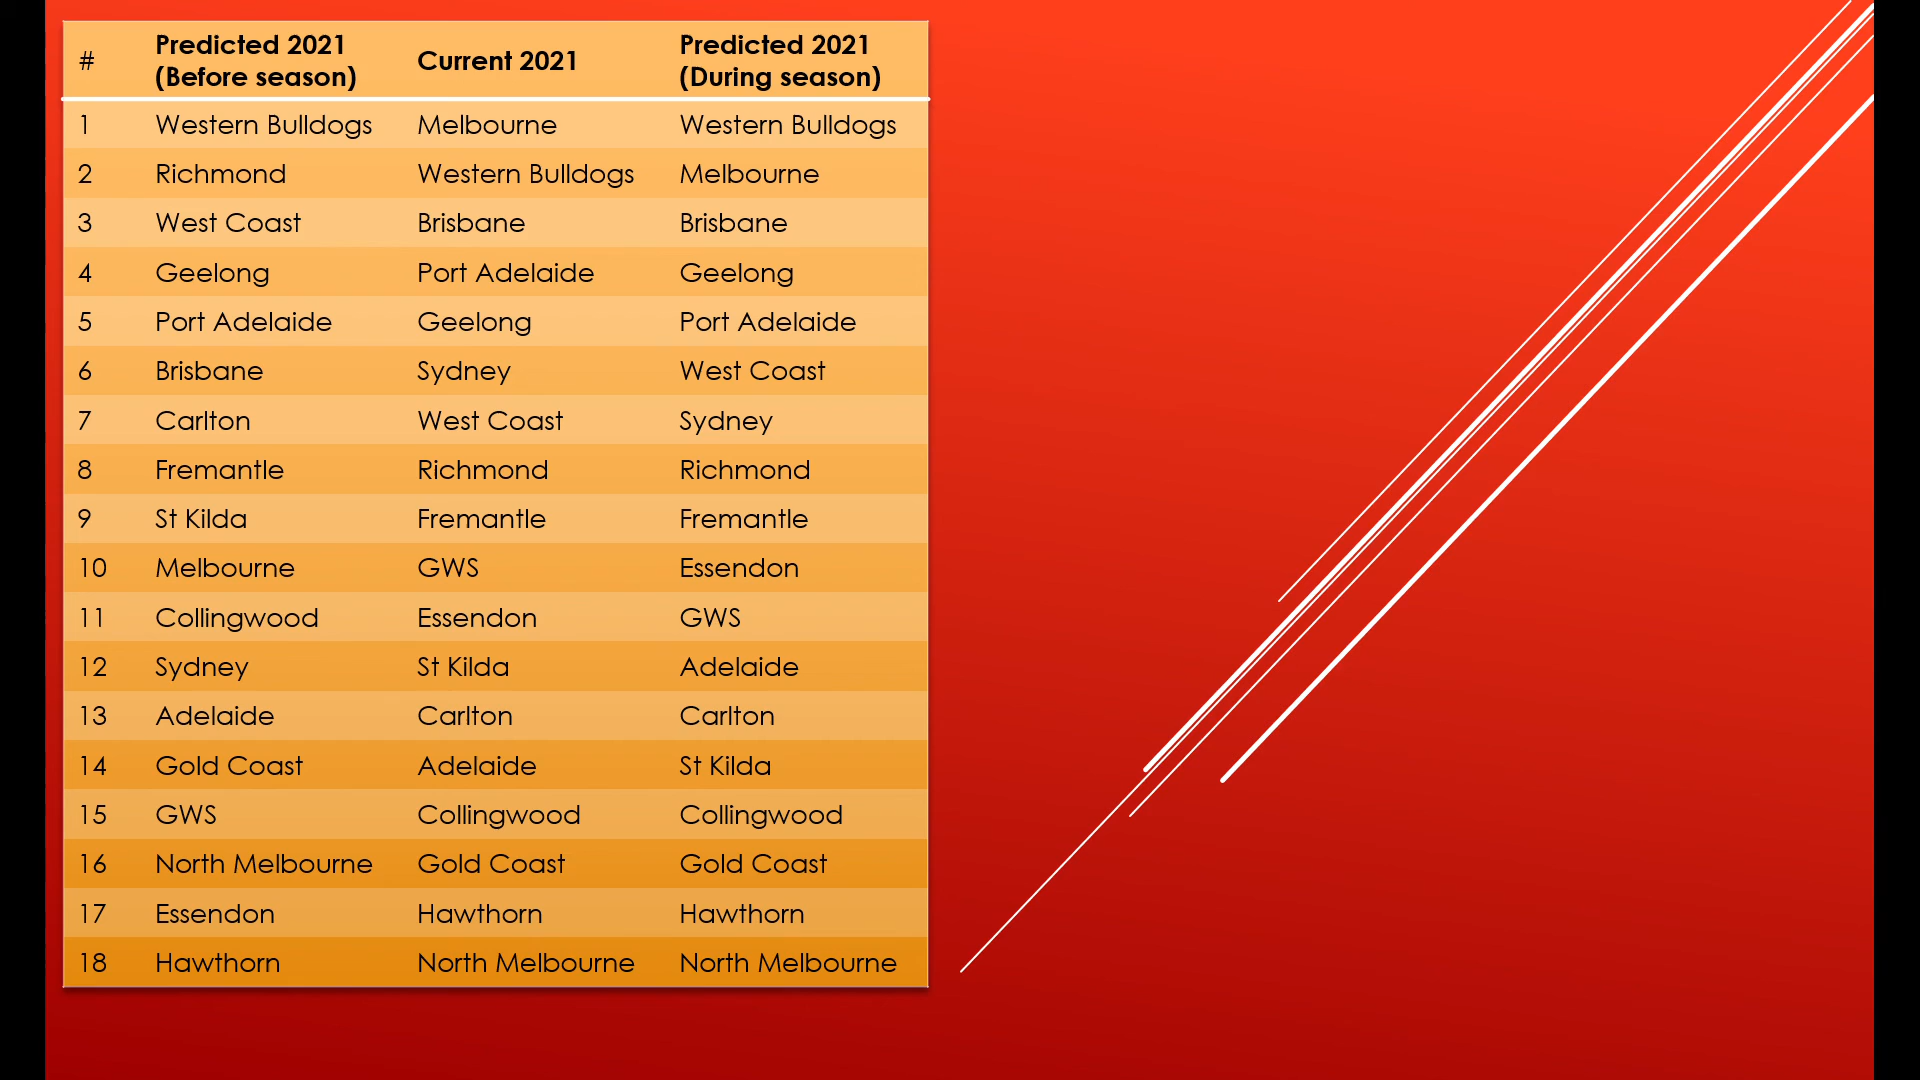 # Predicted 2021 (Before season) Current 2021 Predicted 2021 (During season)
1 Western Bulldogs Melbourne Western Bulldogs
2 Richmond Western Bulldogs Melbourne
3 West Coast Brisbane Brisbane
4 Geelong Port Adelaide Geelong
5 Port Adelaide Geelong Port Adelaide
6 Brisbane Sydney West Coast
7 Carlton West Coast Sydney
8 Fremantle Richmond Richmond
9 St Kilda Fremantle Fremantle
10 Melbourne GWS Essendon
11 Collingwood Essendon GWS
12 Sydney St Kilda Adelaide
13 Adelaide Carlton Carlton
14 Gold Coast Adelaide St Kilda
15 GWS Collingwood Collingwood
16 North Melbourne Gold Coast Gold Coast
17 Essendon Hawthorn Hawthorn
18 Hawthorn North Melbourne North Melbourne